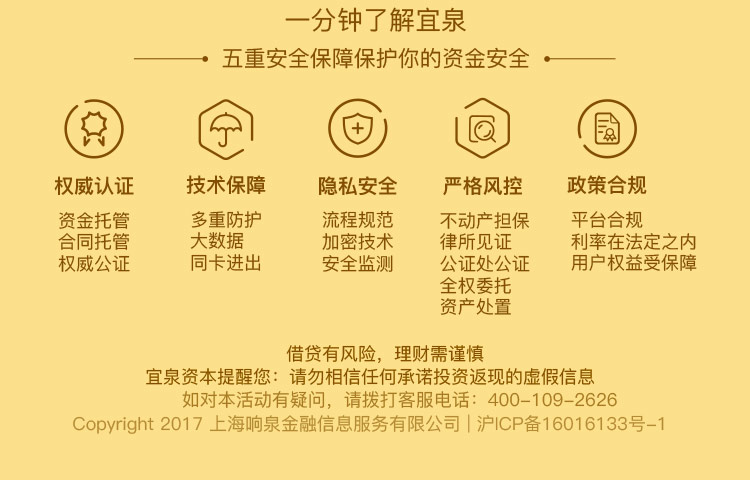 一分钟了解宜泉
五重安全保障保护你的资金安全
权威认证
资金托管
合同托管
权威公证
技术保障
多重防护
大数据
同卡进出
隐私安全
流程规范
加密技术
安全监测
严格风控
不动产担保
律所见证
公证处公证
全权委托
资产处置
政策合规
平台合规
利率在法定之内
用户权益受保障
借贷有风险，理财需谨慎
宜泉资本提醒您：请勿相信任何承诺投资返现的虚假信息
如对本活动有疑问，请拨打客服电话：400-109-2626
Copyright 2017 上海响泉金融信息服务有限公司 | 沪ICP备16016133号-1